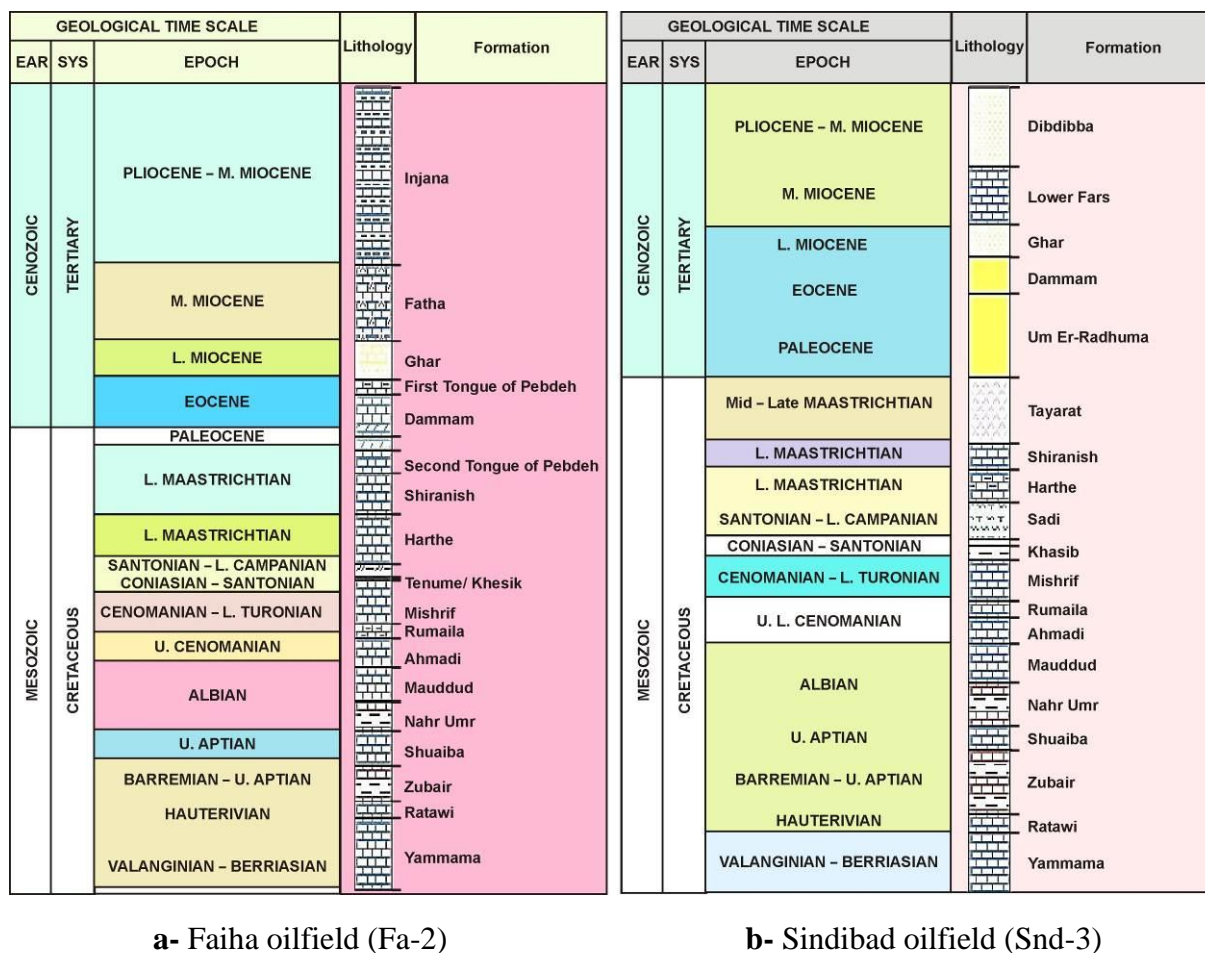 GEOLOGICAL TIME SCALE
Lithology
Formation
EAR
SYS
EPOCH
CENOZOIC
TERTIARY
MESOZOIC
CRETACEOUS
PLIOCENE – M. MIOCENE
M. MIOCENE
L. MIOCENE
EOCENE
PALEOCENE
L. MAASTRICHTIAN
L. MAASTRICHTIAN
SANTONIAN – L. CAMPANIAN
CONIASIAN – SANTONIAN
CENOMANIAN – L. TURONIAN
U. CENOMANIAN
ALBIAN
U. APTIAN
BARREMIAN – U. APTIAN
HAUTERIVIAN
VALANGINIAN – BERRIASIAN
Injana
Fatha
Ghar
First Tongue of Pebdeh
Dammam
Second Tongue of Pebdeh
Shiranish
Harthe
Tenume/ Khesik
Mishrif
Rumaila
Ahmadi
Mauddud
Nahr Umr
Shuaiba
Zubair
Ratawi
Yammama
a- Faiha oilfield (Fa-2)
GEOLOGICAL TIME SCALE
Lithology
Formation
EAR
SYS
EPOCH
CENOZOIC
TERTIARY
MESOZOIC
CRETACEOUS
PLIOCENE – M. MIOCENE
M. MIOCENE
L. MIOCENE
EOCENE
PALEOCENE
Mid – Late MAASTRICHTIAN
L. MAASTRICHTIAN
L. MAASTRICHTIAN
SANTONIAN – L. CAMPANIAN
CONIASIAN – SANTONIAN
CENOMANIAN – L. TURONIAN
U. L. CENOMANIAN
ALBIAN
U. APTIAN
BARREMIAN – U. APTIAN
HAUTERIVIAN
VALANGINIAN – BERRIASIAN
Dibdibba
Lower Fars
Ghar
Dammam
Um Er-Radhuma
Tayarat
Shiranish
Harthe
Sadi
Khasib
Mishrif
Rumaila
Ahmadi
Mauddud
Nahr Umr
Shuaiba
Zubair
Ratawi
Yammama
b- Sindibad oilfield (Snd-3)